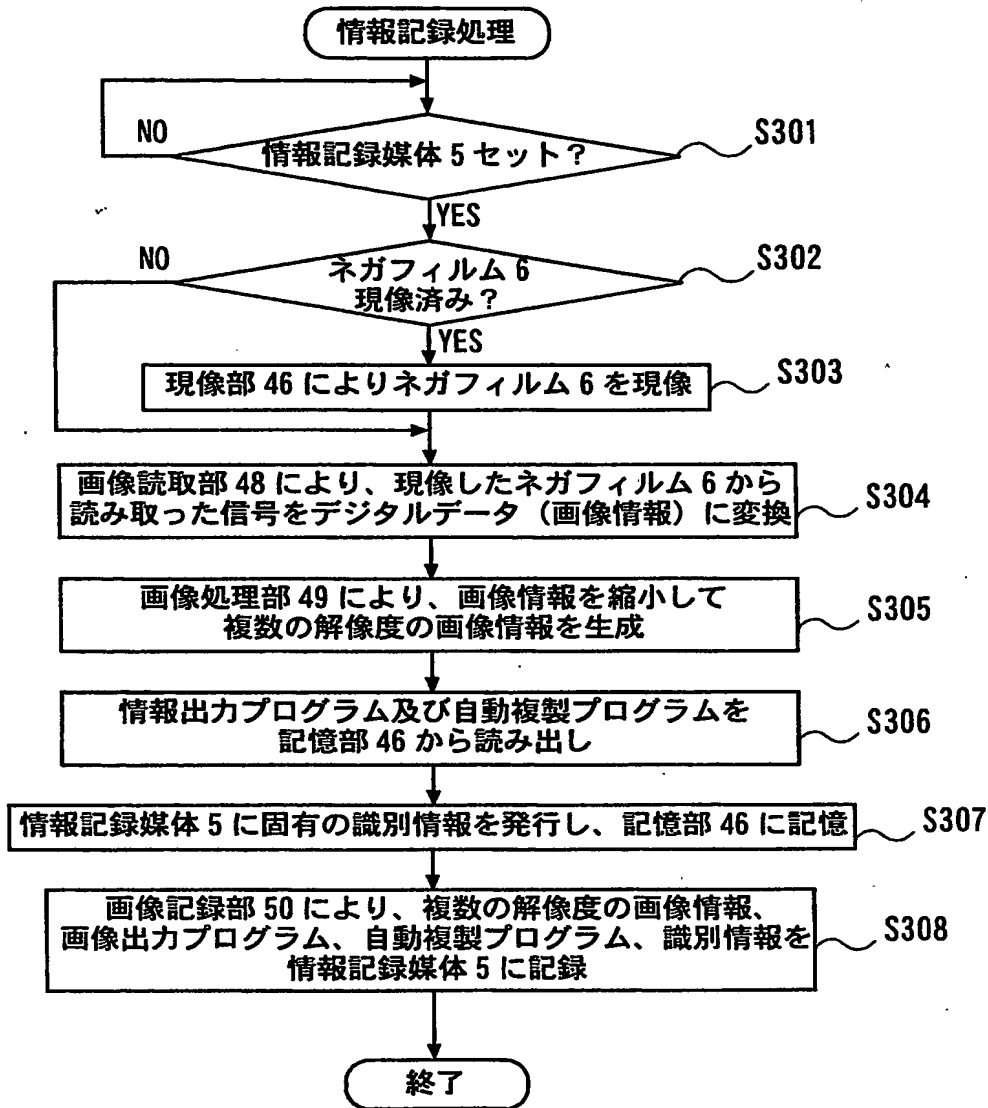 情報記録処理
NO
情報記録媒体 5 セット？
S301
YES
NO
ネガフィルム 6
現像済み？
S302
YES
現像部 46 によりネガフィルム 6 を現像
S303
画像読取部 48 により、現像したネガフィルム 6 から
読み取った信号をデジタルデータ（画像情報）に変換
S304
画像処理部 49 により、画像情報を縮小して
複数の解像度の画像情報を生成
S305
情報出力プログラム及び自動複製プログラムを
記憶部 46 から読み出し
S306
情報記録媒体 5 に固有の識別情報を発行し、記憶部 46 に記憶
S307
画像記録部 50 により、複数の解像度の画像情報、
画像出力プログラム、自動複製プログラム、識別情報を
情報記録媒体 5 に記録
S308
終了